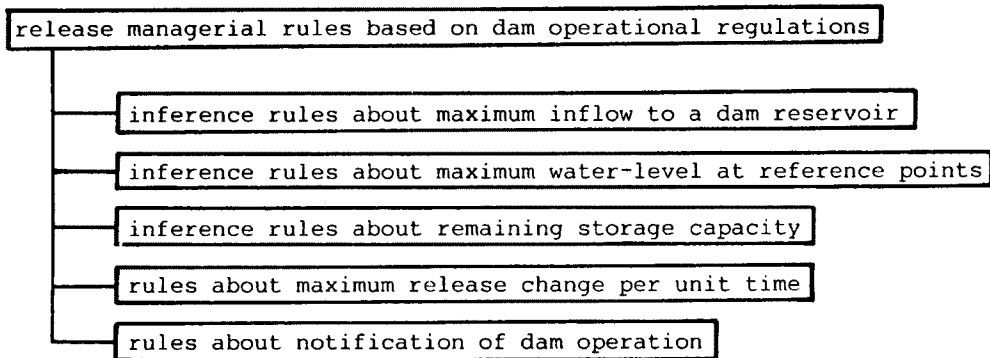 release managerial rules based on dam operational regulations
inference rules about maximum inflow to a dam reservoir
inference rules about maximum water-level at reference points
inference rules about remaining storage capacity
rules about maximum release change per unit time
rules about notification of dam operation